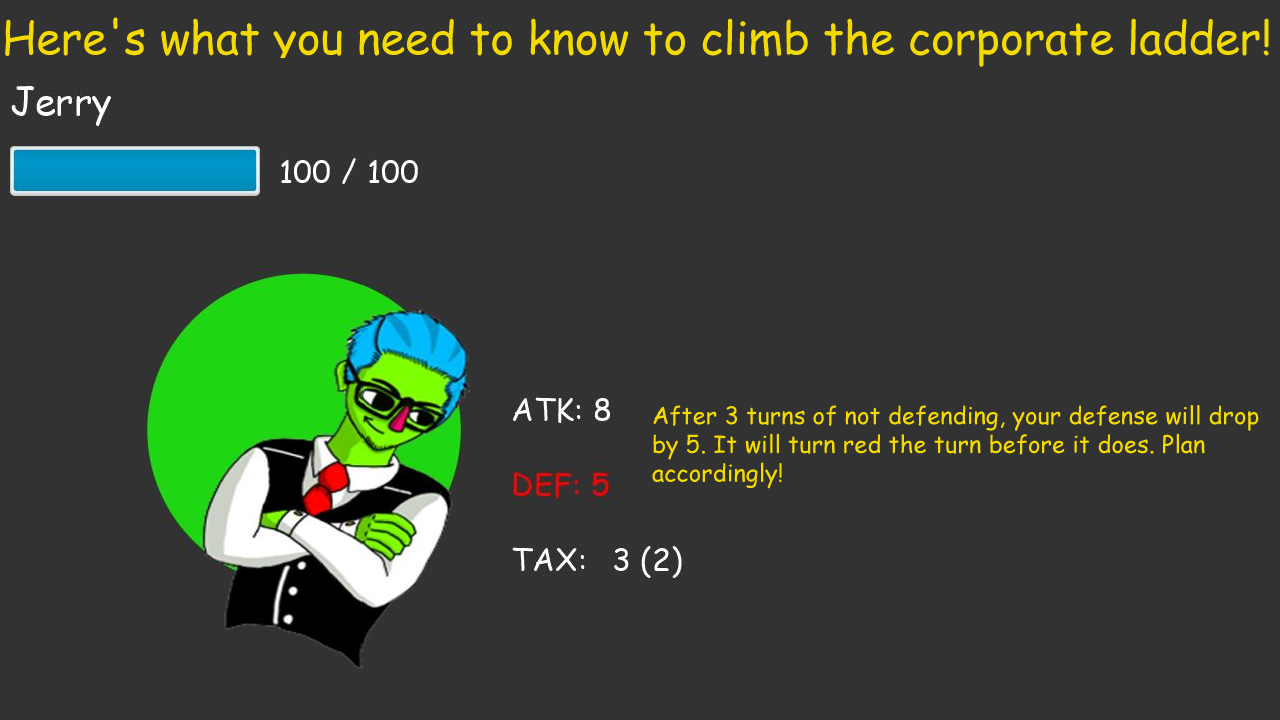 Here's what you need to know to climb the corporate ladder!
Jerry
100 / 100
ATK: 8
After 3 turns of not defending, your defense will drop
by 5. It will turn red the turn before it does. Plan
accordingly!
DEF: 5
TAX: 3 (2)